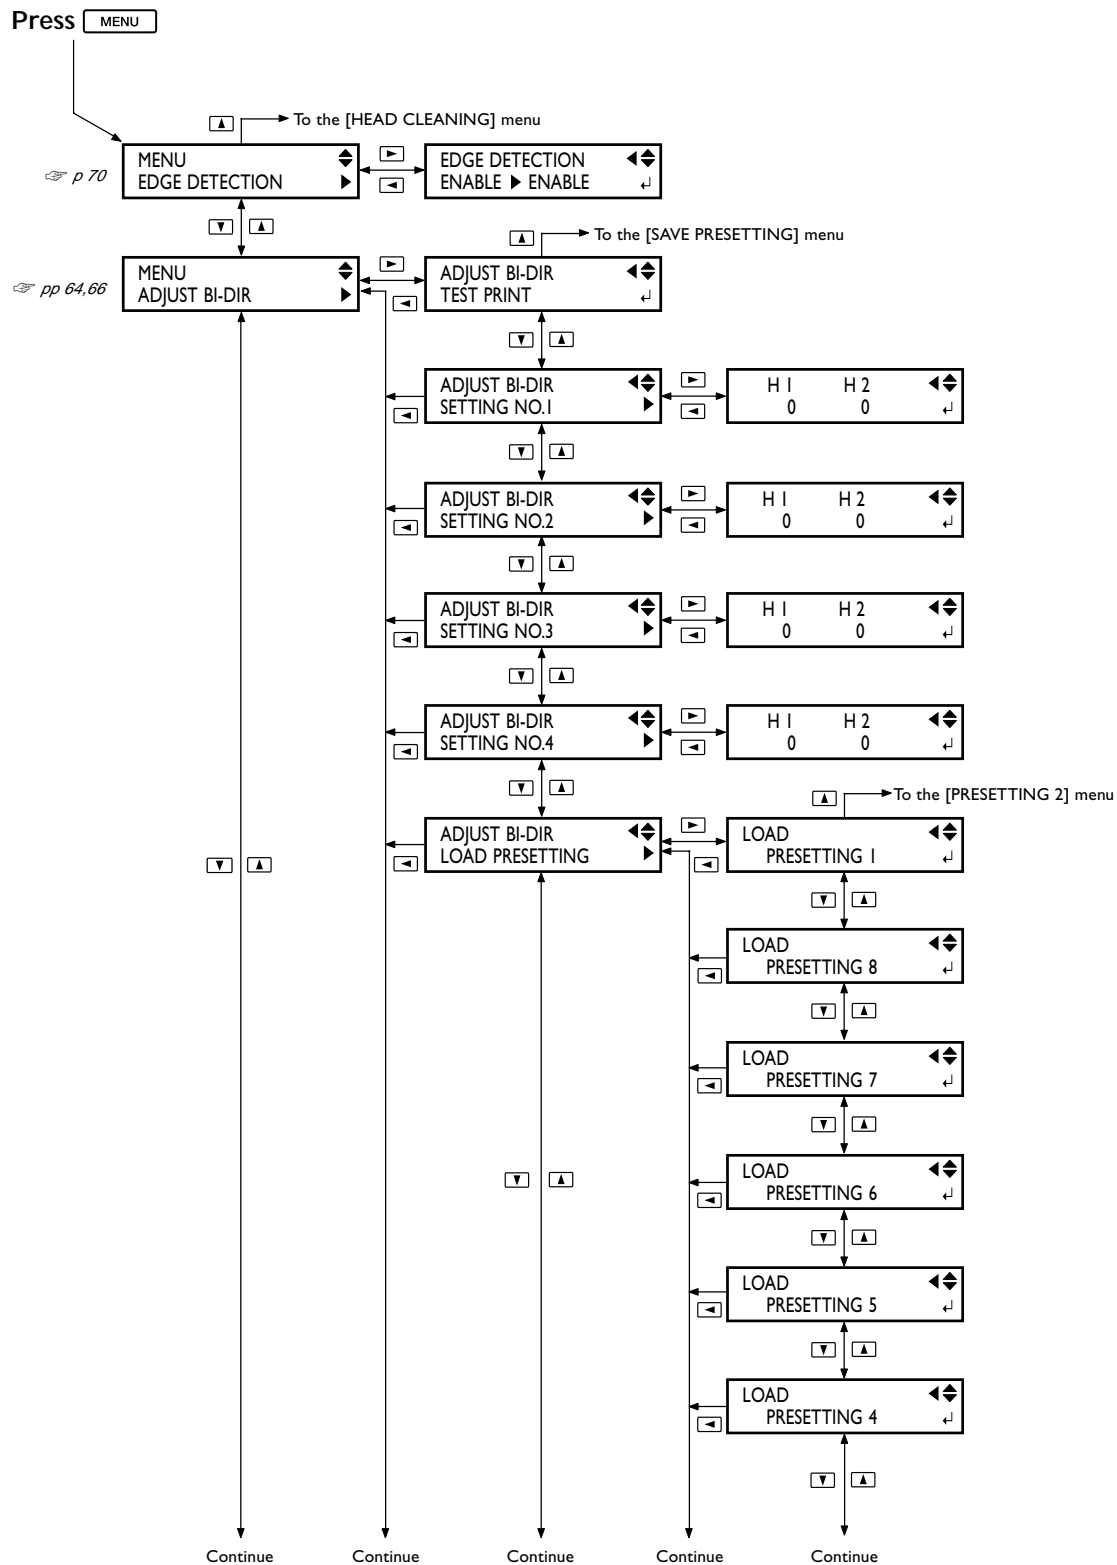 Press MENU
To the [HEAD CLEANING] menu
☞ p 70
MENU
EDGE DETECTION
EDGE DETECTION
ENABLE ▶ ENABLE
To the [SAVE PRESETTING] menu
☞ pp 64,66
MENU
ADJUST BI-DIR
ADJUST BI-DIR
TEST PRINT
ADJUST BI-DIR
SETTING NO.1
H 1 H 2
0 0
ADJUST BI-DIR
SETTING NO.2
H 1 H 2
0 0
ADJUST BI-DIR
SETTING NO.3
H 1 H 2
0 0
ADJUST BI-DIR
SETTING NO.4
H 1 H 2
0 0
To the [PRESETTING 2] menu
ADJUST BI-DIR
LOAD PRESETTING
LOAD
PRESETTING 1
LOAD
PRESETTING 8
LOAD
PRESETTING 7
LOAD
PRESETTING 6
LOAD
PRESETTING 5
LOAD
PRESETTING 4
Continue Continue Continue Continue Continue